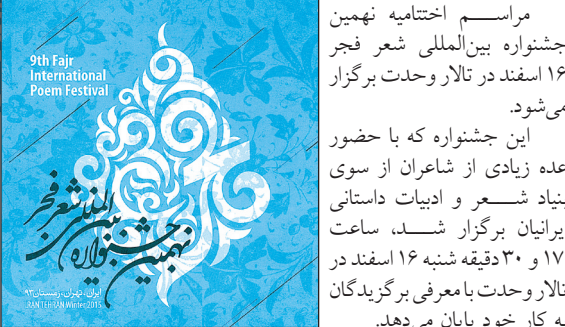 مراسم اختتامیه نهمین
جشنواره بین‌المللی شعر فجر
۱۶ اسفند در تالار وحدت برگزار
می‌شود.
این جشنواره که با حضور
عده زیادی از شاعران از سوی
بنیاد شعر و ادبیات داستانی
ایرانیان برگزار شد، ساعت
۱۷ و ۳۰ دقیقه شنبه ۱۶ اسفند در
تالار وحدت با معرفی برگزیدگان
به کار خود پایان می‌دهد.
9th Fajr
International
Poem Festival
نهمین جشنواره بین المللی شعر فجر
ایران، تهران، زمستان ۹۳
IRAN TEHRAN Winter 2015